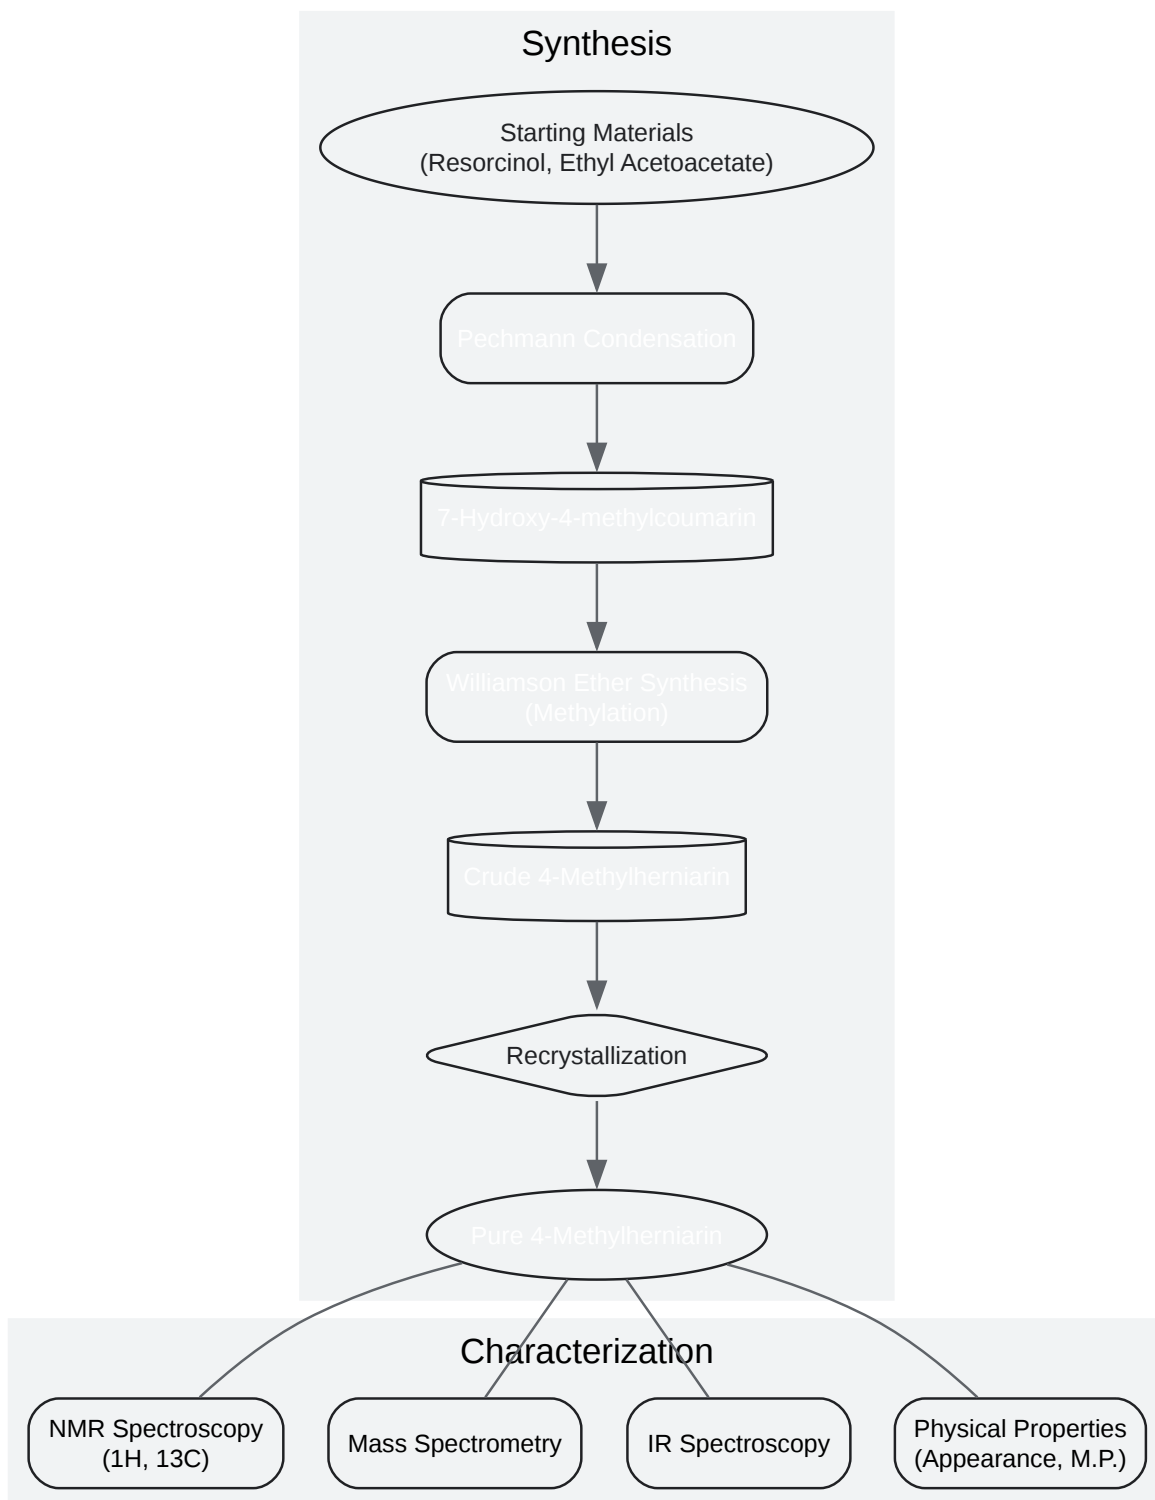 Synthesis
Starting Materials
(Resorcinol, Ethyl Acetoacetate)
Pechmann Condensation
7-Hydroxy-4-methylcoumarin
Williamson Ether Synthesis
(Methylation)
Crude 4-Methylherniarin
Recrystallization
Pure 4-Methylherniarin
Characterization
NMR Spectroscopy
(1H, 13C)
Mass Spectrometry
IR Spectroscopy
Physical Properties
(Appearance, M.P.)